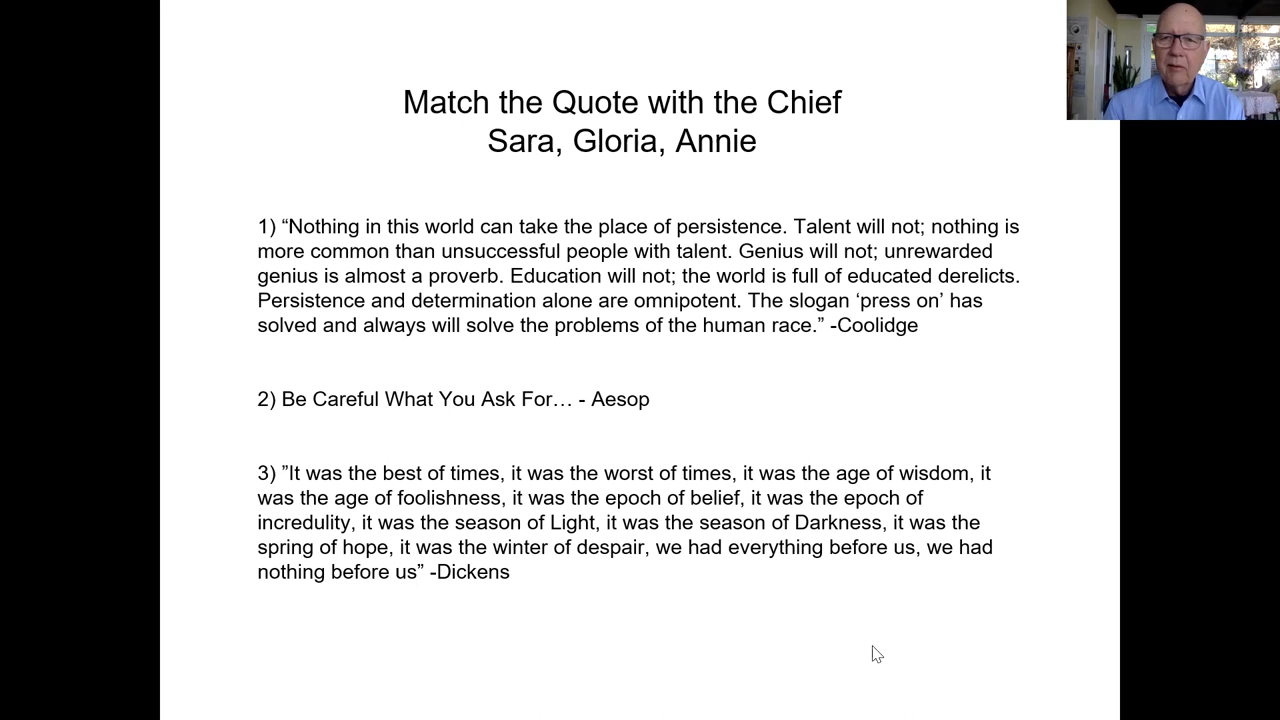 Match the Quote with the Chief
Sara, Gloria, Annie
1) “Nothing in this world can take the place of persistence. Talent will not; nothing is
more common than unsuccessful people with talent. Genius will not; unrewarded
genius is almost a proverb. Education will not; the world is full of educated derelicts.
Persistence and determination alone are omnipotent. The slogan ‘press on’ has
solved and always will solve the problems of the human race.” -Coolidge
2) Be Careful What You Ask For… - Aesop
3) ”It was the best of times, it was the worst of times, it was the age of wisdom, it
was the age of foolishness, it was the epoch of belief, it was the epoch of
incredulity, it was the season of Light, it was the season of Darkness, it was the
spring of hope, it was the winter of despair, we had everything before us, we had
nothing before us” -Dickens